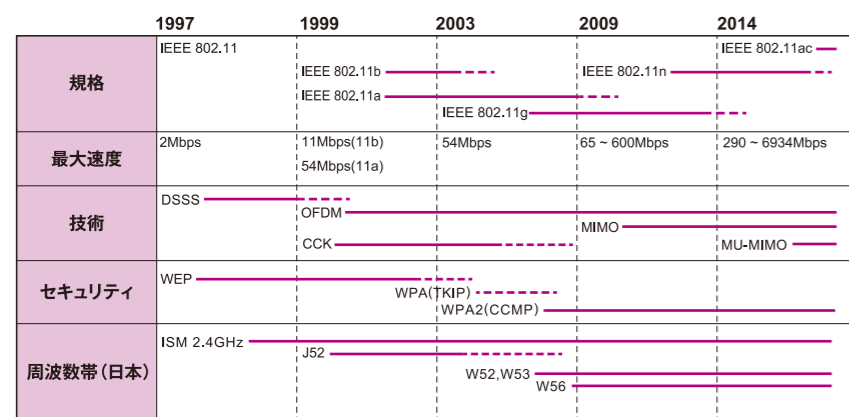 1997 1999 2003 2009 2014
規格
IEEE 802.11
IEEE 802.11ac
IEEE 802.11b
IEEE 802.11n
IEEE 802.11a
IEEE 802.11g
最大速度
2Mbps
11Mbps(11b)
54Mbps(11a)
54Mbps
65 ~ 600Mbps
290 ~ 6934Mbps
技術
DSSS
OFDM
MIMO
CCK
MU-MIMO
セキュリティ
WEP
WPA(TKIP)
WPA2(CCMP)
周波数帯(日本)
ISM 2.4GHz
J52
W52,W53
W56